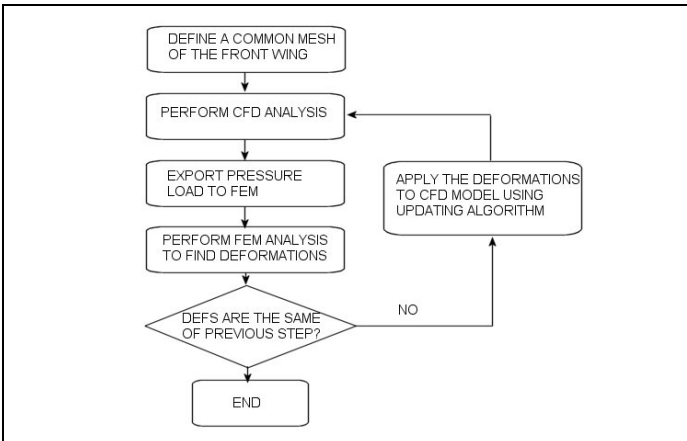 DEFINE A COMMON MESH
OF THE FRONT WING
PERFORM CFD ANALYSIS
EXPORT PRESSURE
LOAD TO FEM
APPLY THE DEFORMATIONS
TO CFD MODEL USING
UPDATING ALGORITHM
PERFORM FEM ANALYSIS
TO FIND DEFORMATIONS
DEFS ARE THE SAME
OF PREVIOUS STEP?
NO
END